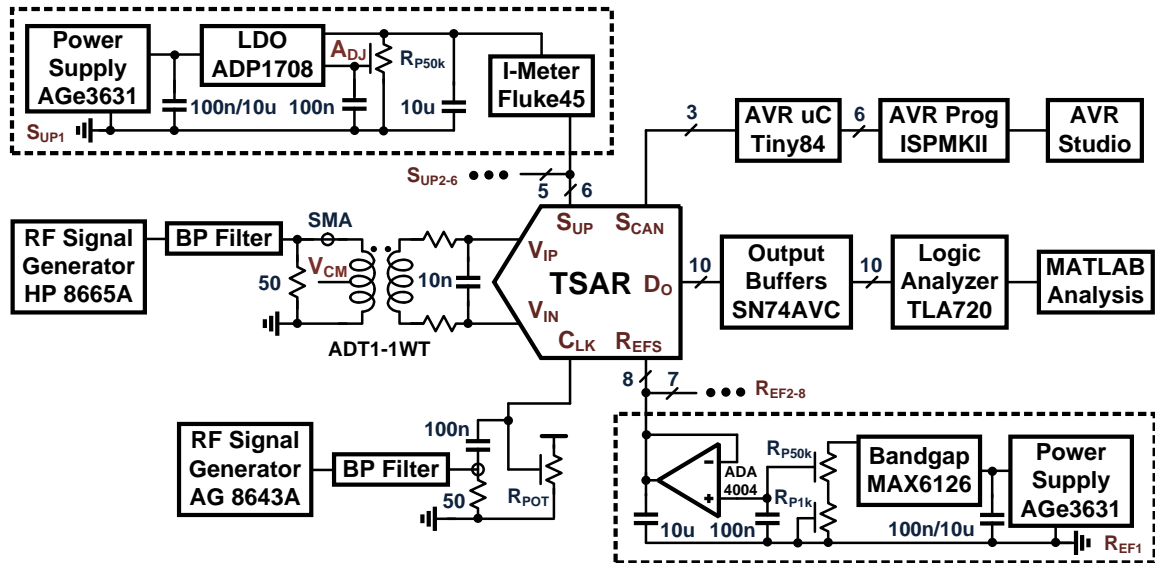 Power
Supply
AGe3631
LDO
ADP1708
ADJ
RP50k
I-Meter
Fluke45
100n/10u
100n
10u
SUP1
3
AVR uC
Tiny84
6
AVR Prog
ISPMKII
AVR
Studio
SUP2-6
5
6
RF Signal
Generator
HP 8665A
BP Filter
SMA
50
VCM
10n
ADT1-1WT
SUP
SCAN
VIP
TSAR
DO
VIN
CLK
REFS
10
Output
Buffers
SN74AVC
10
Logic
Analyzer
TLA720
MATLAB
Analysis
8
7
REF2-8
RF Signal
Generator
AG 8643A
BP Filter
100n
50
RPOT
-
+
ADA
4004
RP50k
RP1k
Bandgap
MAX6126
Power
Supply
AGe3631
10u
100n
100n/10u
REF1